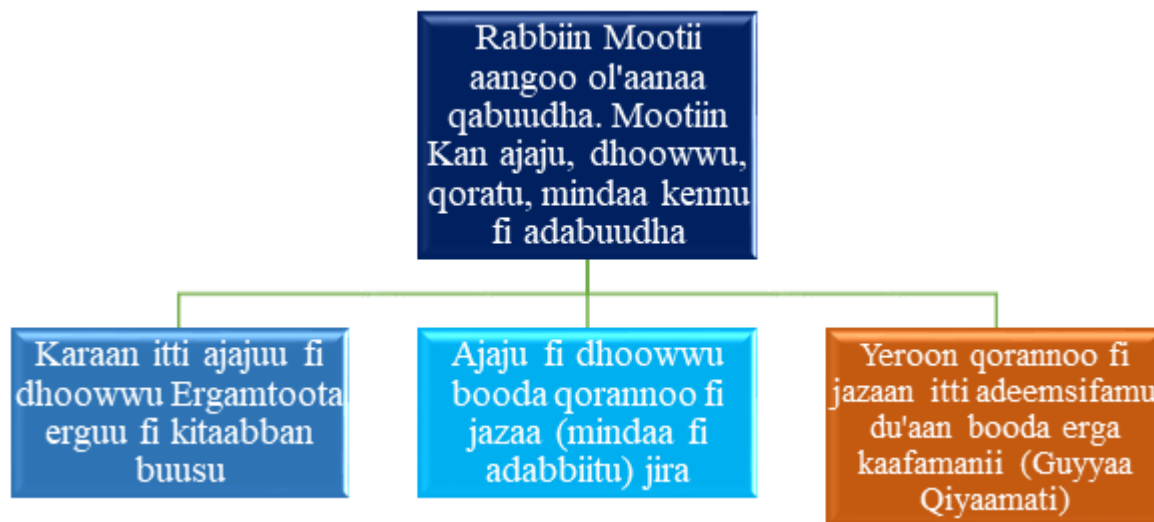 Rabbiin Mootii
aangoo ol'aanaa
qabuudha. Mootiin
Kan ajaju, dhoowwu,
qoratu, mindaa kennu
fi adabuudha
Karaan itti ajajuu fi
dhoowwu Ergamtoota
erguu fi kitaabban
buusu
Ajaju fi dhoowwu
booda qorannoo fi
jazaa (mindaa fi
adabbiitu) jira
Yeroon qorannoo fi
jazaan itti adeemsifamu
du'aan booda erga
kaafamanii (Guyyaa
Qiyaamati)